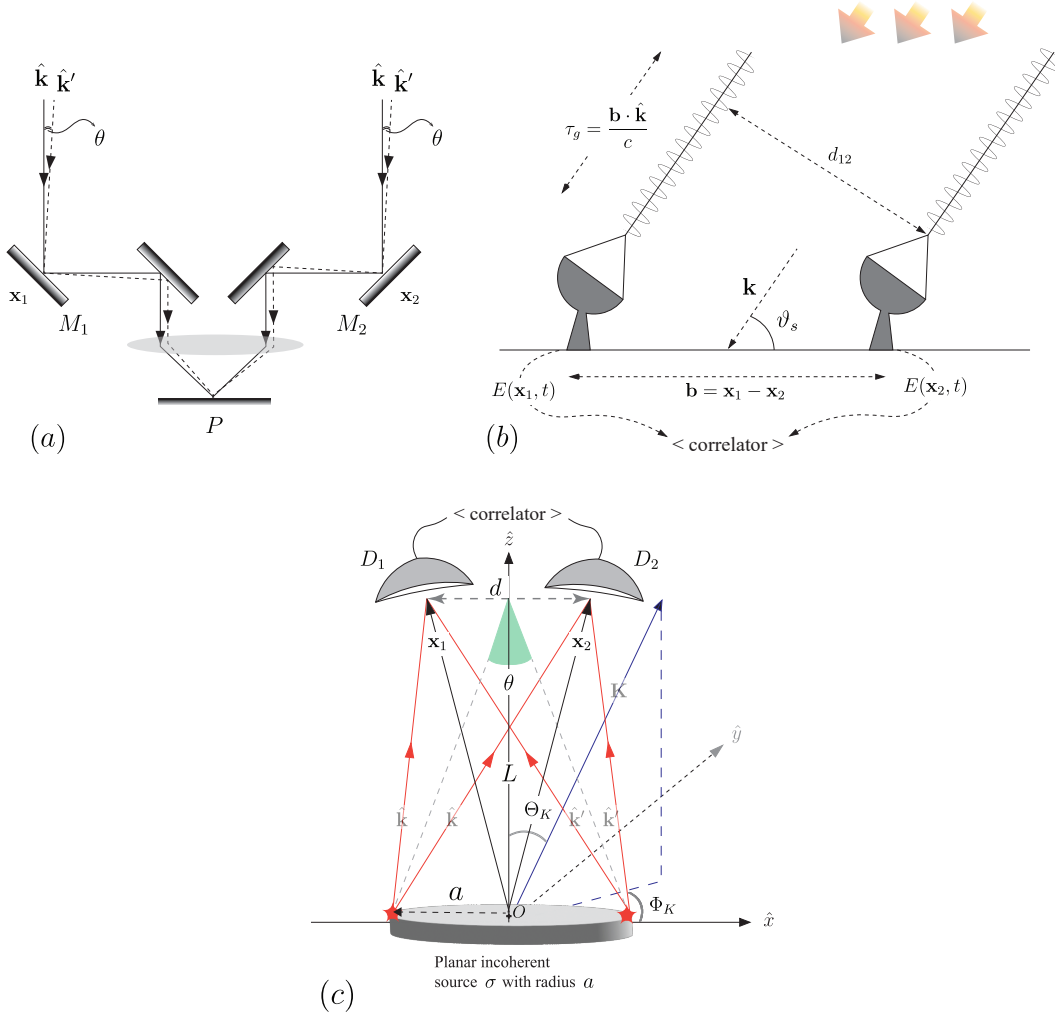 k̂ k̂′
θ
k̂ k̂′
θ
x₁
M₁
M₂
x₂
P
(a)
τ_g = b · k̂ / c
d₁₂
k
ϑ_s
E(x₁, t)
b = x₁ − x₂
E(x₂, t)
< correlator >
(b)
< correlator >
D₁
ẑ
D₂
d
x₁
x₂
θ
K
ŷ
L
Θ_K
k̂
k̂
k̂′
k̂′
a
O
Φ_K
x̂
Planar incoherent
source σ with radius a
(c)